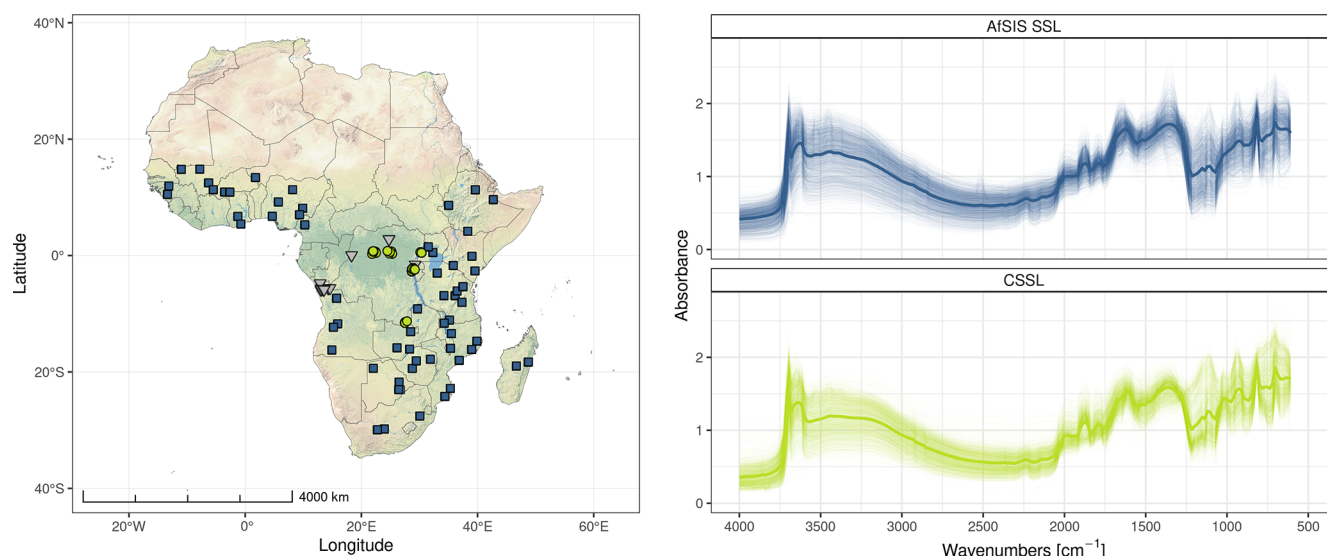 40°N
20°N
0°
20°S
40°S
Latitude
4000 km
20°W
0°
20°E
40°E
60°E
Longitude
AfSIS SSL
2
1
0
Absorbance
CSSL
2
1
0
4000
3500
3000
2500
2000
1500
1000
500
Wavenumbers [cm⁻¹]